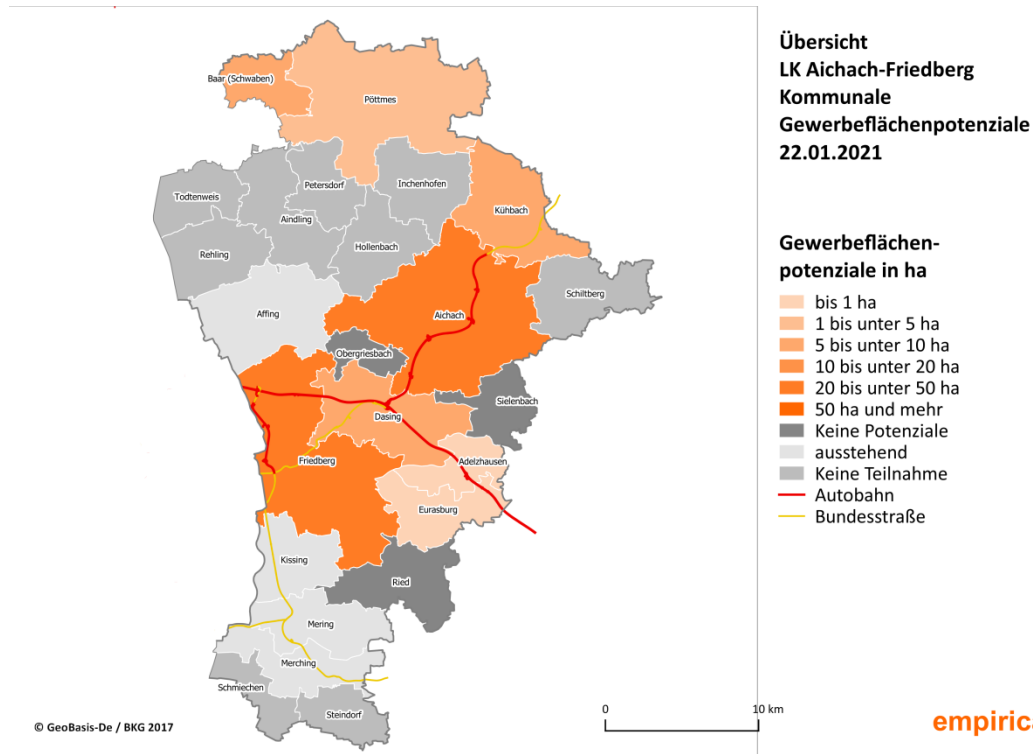 Übersicht
LK Aichach-Friedberg
Kommunale
Gewerbeflächenpotenziale
22.01.2021
Gewerbeflächen-
potenziale in ha
bis 1 ha
1 bis unter 5 ha
5 bis unter 10 ha
10 bis unter 20 ha
20 bis unter 50 ha
50 ha und mehr
Keine Potenziale
ausstehend
Keine Teilnahme
Autobahn
Bundesstraße
Baar (Schwaben)
Pöttmes
Petersdorf
Inchenhofen
Todtenweis
Aindling
Kühbach
Rehling
Hollenbach
Schiltberg
Affing
Aichach
Obergriesbach
Sielenbach
Dasing
Friedberg
Adelzhausen
Eurasburg
Kissing
Ried
Mering
Merching
Schmiechen
Steindorf
© GeoBasis-De / BKG 2017
0
10 km
empirica